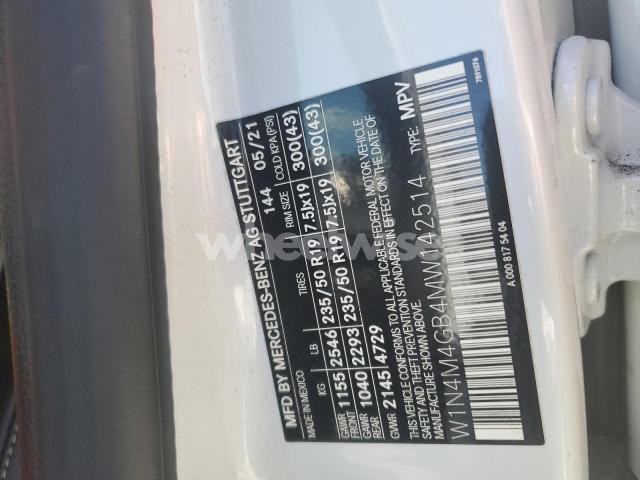 MFD BY MERCEDES-BENZ AG STUTTGART
MADE IN MEXICO 144 05/21
KG LB TIRES RIM SIZE COLD KPA(PSI)
GAWR FRONT 1155 2546 235/50 R19 7.5Jx19 300(43)
GAWR REAR 1040 2293 235/50 R19 7.5Jx19 300(43)
GVWR 2145 4729
THIS VEHICLE CONFORMS TO ALL APPLICABLE FEDERAL MOTOR VEHICLE
SAFETY AND THEFT PREVENTION STANDARDS IN EFFECT ON THE DATE OF
MANUFACTURE SHOWN ABOVE.
W1N4M4GB4MW142514 TYPE: MPV
A 000 817 54 04